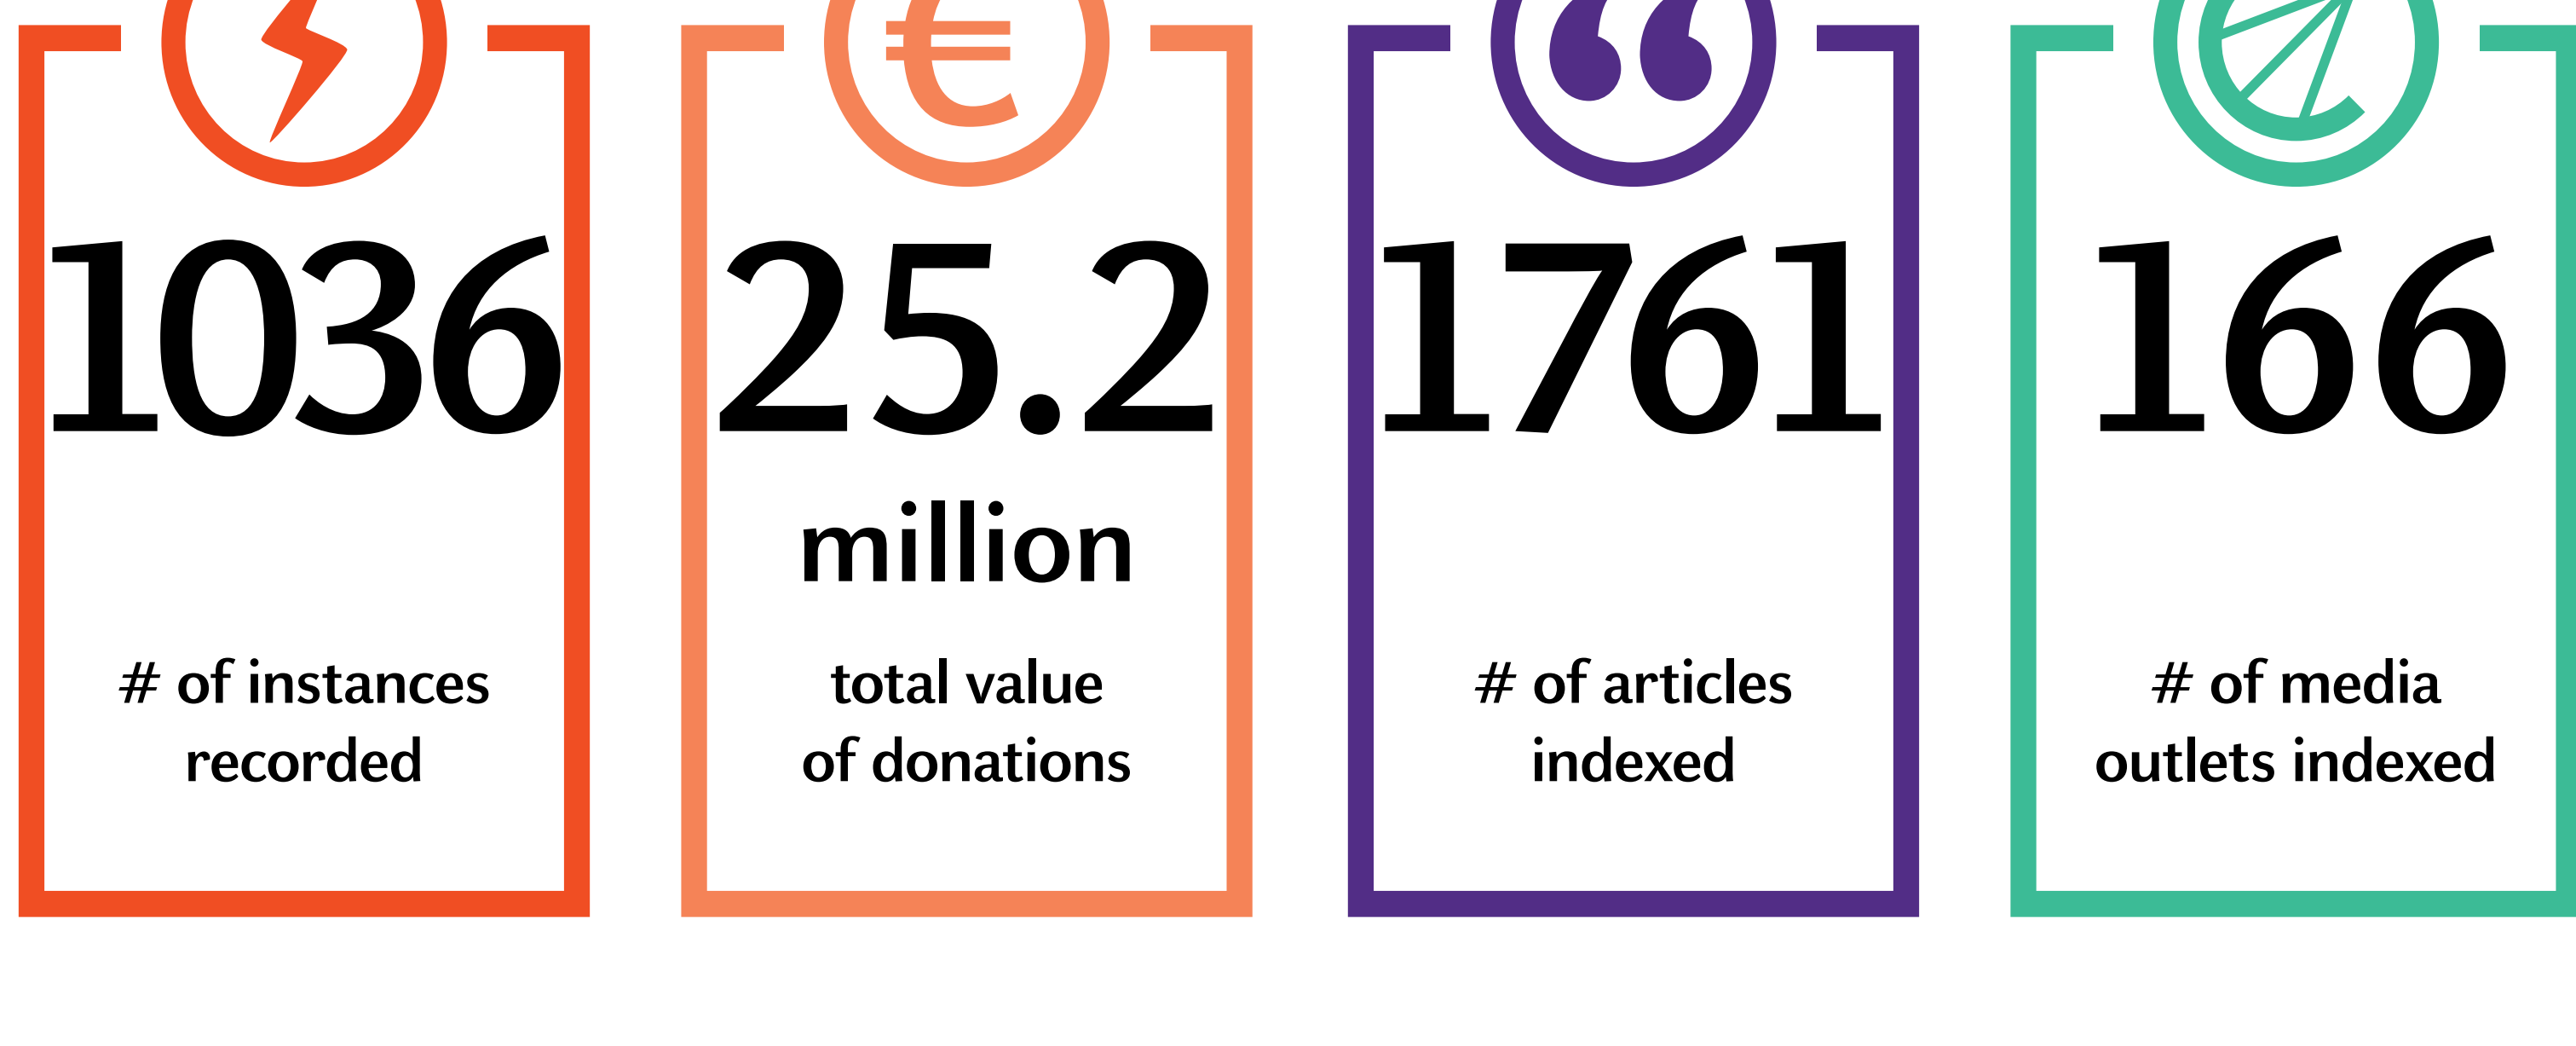 €
1036
# of instances
recorded
25.2
million
total value
of donations
1761
# of articles
indexed
166
# of media
outlets indexed